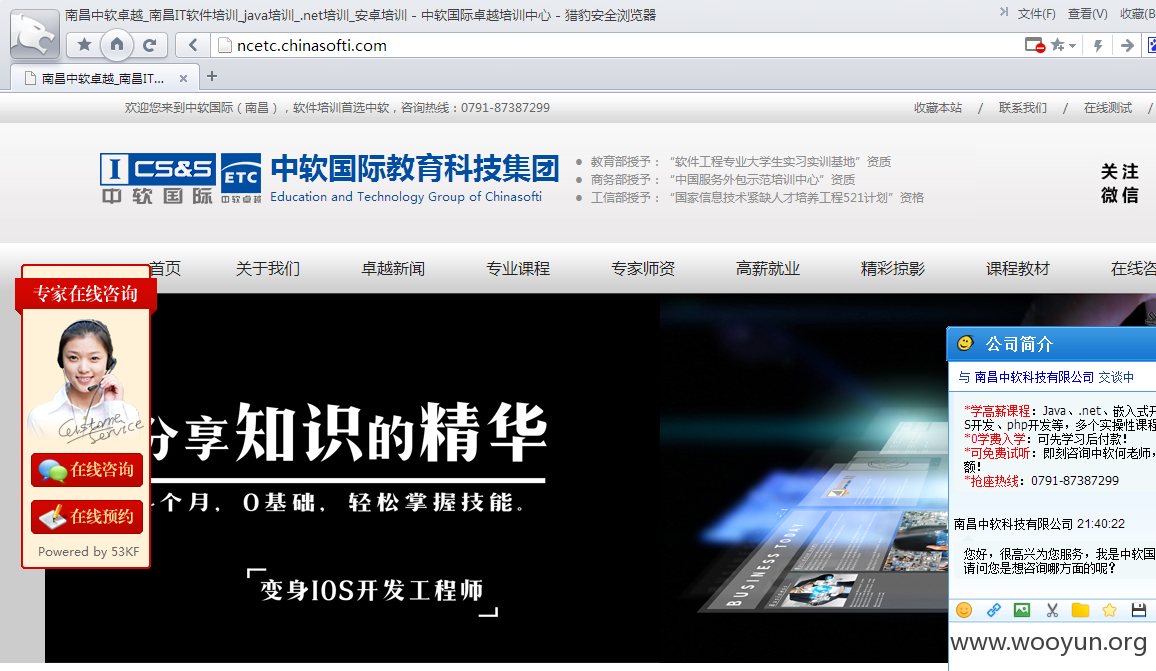 南昌中软卓越_南昌IT软件培训_java培训_.net培训_安卓培训 - 中软国际卓越培训中心 - 猎豹安全浏览器
文件(F) 查看(V) 收藏(B
ncetc.chinasofti.com
南昌中软卓越_南昌IT...
欢迎您来到中软国际（南昌），软件培训首选中软，咨询热线：0791-87387299
收藏本站 / 联系我们 / 在线测试 /
I CS&S ETC
中软国际 中软卓越
中软国际教育科技集团
Education and Technology Group of Chinasofti
● 教育部授予：“软件工程专业大学生实习实训基地”资质
● 商务部授予：“中国服务外包示范培训中心”资质
● 工信部授予：“国家信息技术紧缺人才培养工程521计划”资格
关注
微信
首页 关于我们 卓越新闻 专业课程 专家师资 高薪就业 精彩掠影 课程教材 在线咨
专家在线咨询
Custome Service
在线咨询
在线预约
Powered by 53KF
分享知识的精华
个月，0基础，轻松掌握技能。
变身IOS开发工程师
BUSINESS TODAY
公司简介
与 南昌中软科技有限公司 交谈中
*学高薪课程：Java、.net、嵌入式开
S开发、php开发等，多个实操性课程
*0学费入学：可先学习后付款！
*可免费试听：即刻咨询中软何老师，
额！
*抢座热线：0791-87387299
南昌中软科技有限公司 21:40:22
您好，很高兴为您服务，我是中软国
请问您是想咨询哪方面的呢？
www.wooyun.org